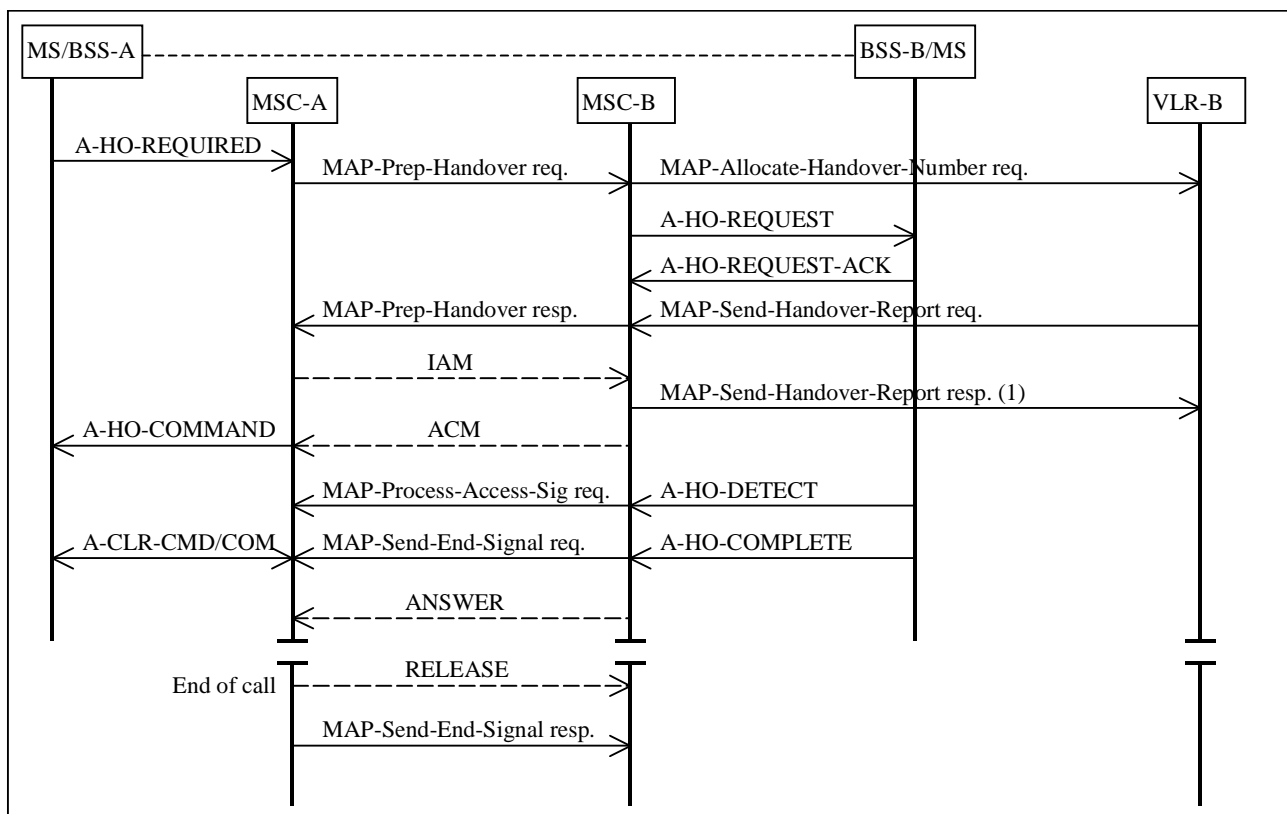 MS/BSS-A
BSS-B/MS
MSC-A
MSC-B
VLR-B
A-HO-REQUIRED
MAP-Prep-Handover req.
MAP-Allocate-Handover-Number req.
A-HO-REQUEST
A-HO-REQUEST-ACK
MAP-Prep-Handover resp.
MAP-Send-Handover-Report req.
IAM
MAP-Send-Handover-Report resp. (1)
A-HO-COMMAND
ACM
MAP-Process-Access-Sig req.
A-HO-DETECT
A-CLR-CMD/COM
MAP-Send-End-Signal req.
A-HO-COMPLETE
ANSWER
RELEASE
End of call
MAP-Send-End-Signal resp.